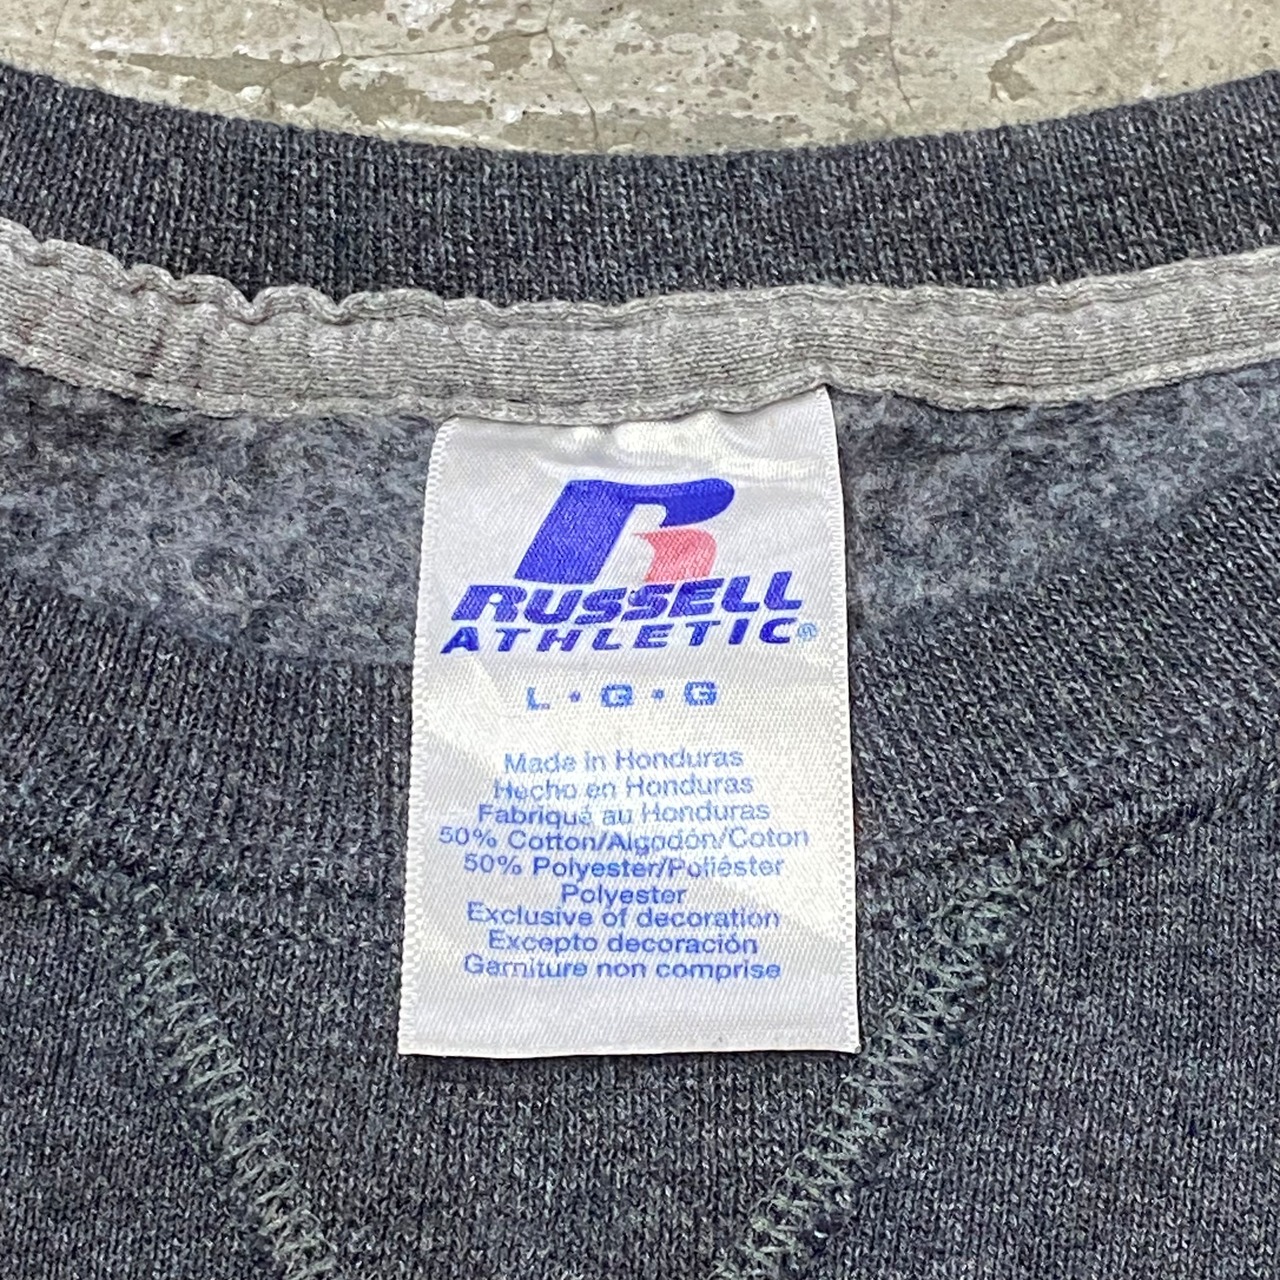 R
RUSSELL
ATHLETIC®
L • G • G
Made in Honduras
Hecho en Honduras
Fabriqué au Honduras
50% Cotton/Algodón/Coton
50% Polyester/Poliéster
Polyester
Exclusive of decoration
Excepto decoración
Garniture non comprise